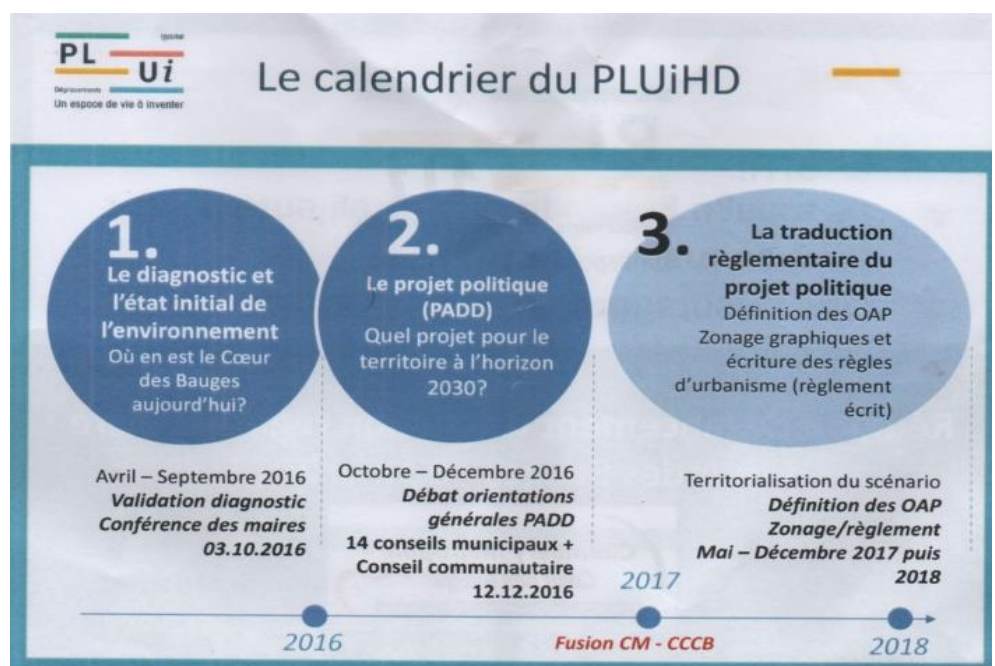 PL
Ui
Déplacements
Un espace de vie à inventer
Le calendrier du PLUiHD
1.
Le diagnostic et
l'état initial de
l'environnement
Où en est le Cœur
des Bauges
aujourd'hui?
2.
Le projet politique
(PADD)
Quel projet pour le
territoire à l'horizon
2030?
3.
La traduction
règlementaire du
projet politique
Définition des OAP
Zonage graphiques et
écriture des règles
d'urbanisme (règlement
écrit)
Avril – Septembre 2016
Validation diagnostic
Conférence des maires
03.10.2016
Octobre – Décembre 2016
Débat orientations
générales PADD
14 conseils municipaux +
Conseil communautaire
12.12.2016
Territorialisation du scénario
Définition des OAP
Zonage/règlement
Mai – Décembre 2017 puis
2018
2016
2017
Fusion CM - CCCB
2018